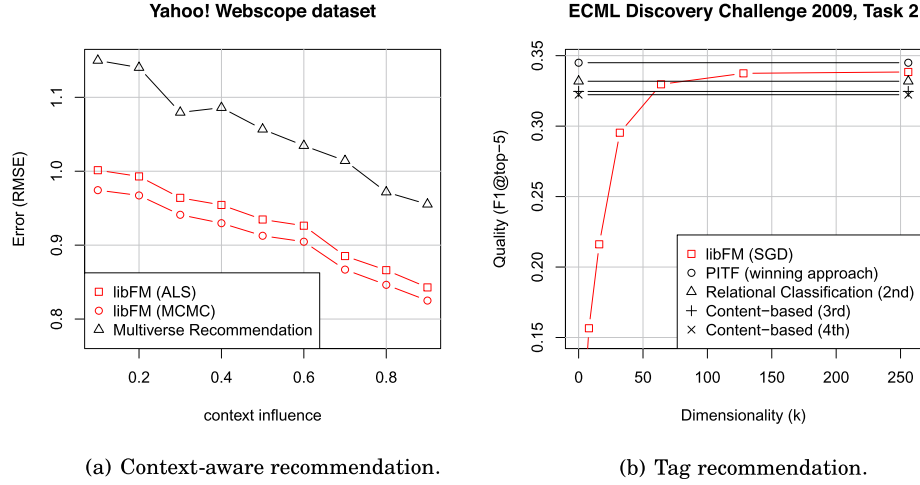 Yahoo! Webscope dataset
Error (RMSE)
1.1
1.0
0.9
0.8
libFM (ALS)
libFM (MCMC)
Multiverse Recommendation
0.2 0.4 0.6 0.8
context influence
(a) Context-aware recommendation.
ECML Discovery Challenge 2009, Task 2
Quality (F1@top−5)
0.35
0.30
0.25
0.20
0.15
libFM (SGD)
PITF (winning approach)
Relational Classification (2nd)
Content−based (3rd)
Content−based (4th)
0 50 100 150 200 250
Dimensionality (k)
(b) Tag recommendation.